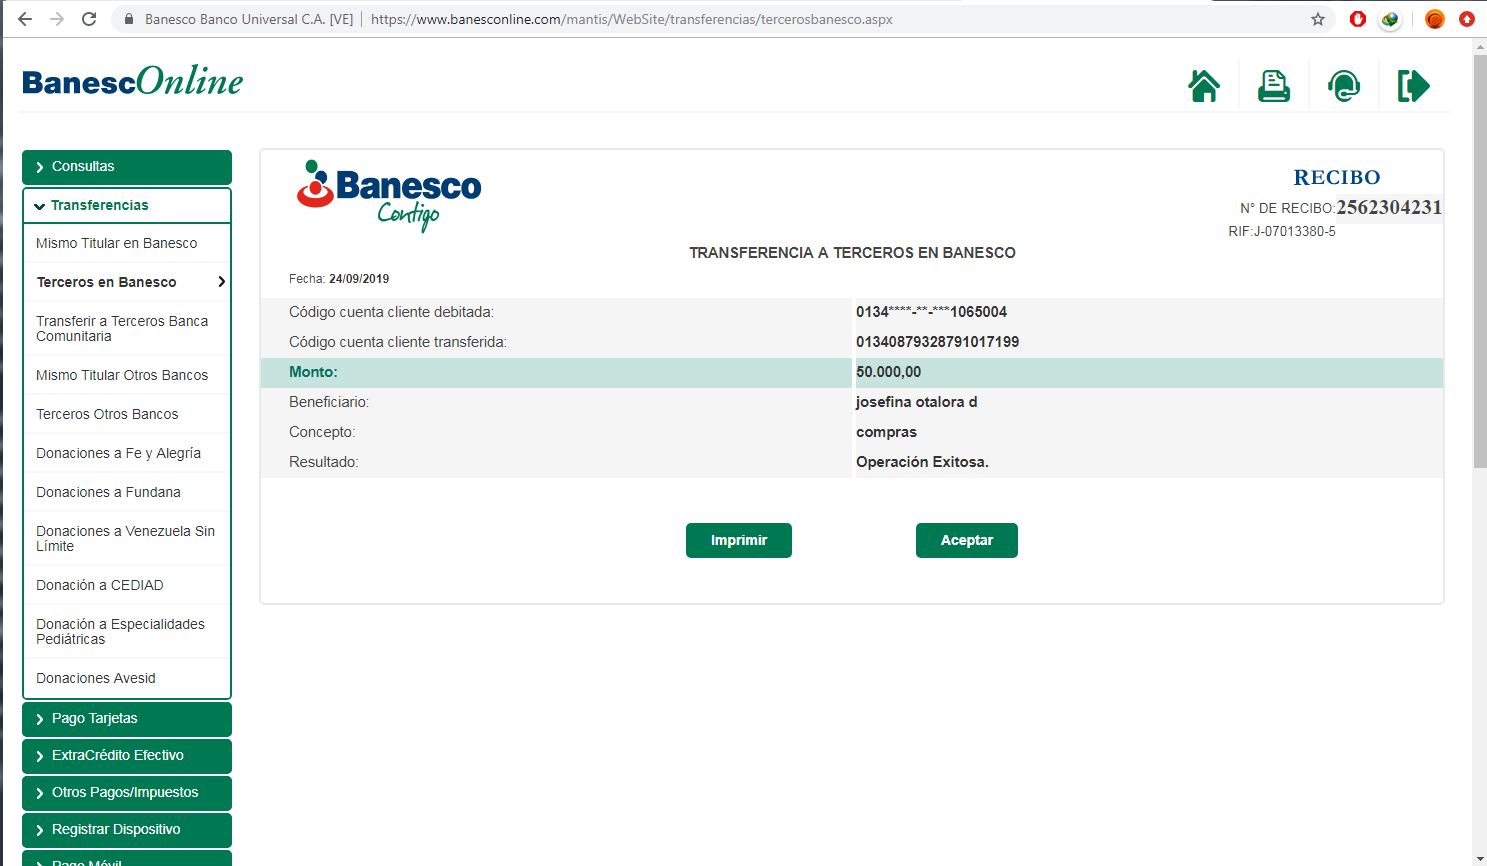 Banesco Banco Universal C.A. [VE] | https://www.banesconline.com/mantis/WebSite/transferencias/tercerosbanesco.aspx
BanescOnline
Consultas
Transferencias
Mismo Titular en Banesco
Terceros en Banesco
Transferir a Terceros Banca
Comunitaria
Mismo Titular Otros Bancos
Terceros Otros Bancos
Donaciones a Fe y Alegría
Donaciones a Fundana
Donaciones a Venezuela Sin
Límite
Donación a CEDIAD
Donación a Especialidades
Pediátricas
Donaciones Avesid
Pago Tarjetas
ExtraCrédito Efectivo
Otros Pagos/Impuestos
Registrar Dispositivo
Pago Móvil
Banesco
Contigo
RECIBO
N° DE RECIBO:2562304231
RIF:J-07013380-5
TRANSFERENCIA A TERCEROS EN BANESCO
Fecha: 24/09/2019
Código cuenta cliente debitada: 0134****-**-***1065004
Código cuenta cliente transferida: 01340879328791017199
Monto: 50.000,00
Beneficiario: josefina otalora d
Concepto: compras
Resultado: Operación Exitosa.
Imprimir Aceptar